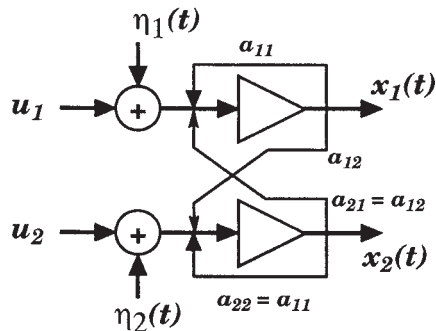 η₁(t)
a₁₁
x₁(t)
u₁
+
a₁₂
a₂₁ = a₁₂
u₂
+
x₂(t)
a₂₂ = a₁₁
η₂(t)